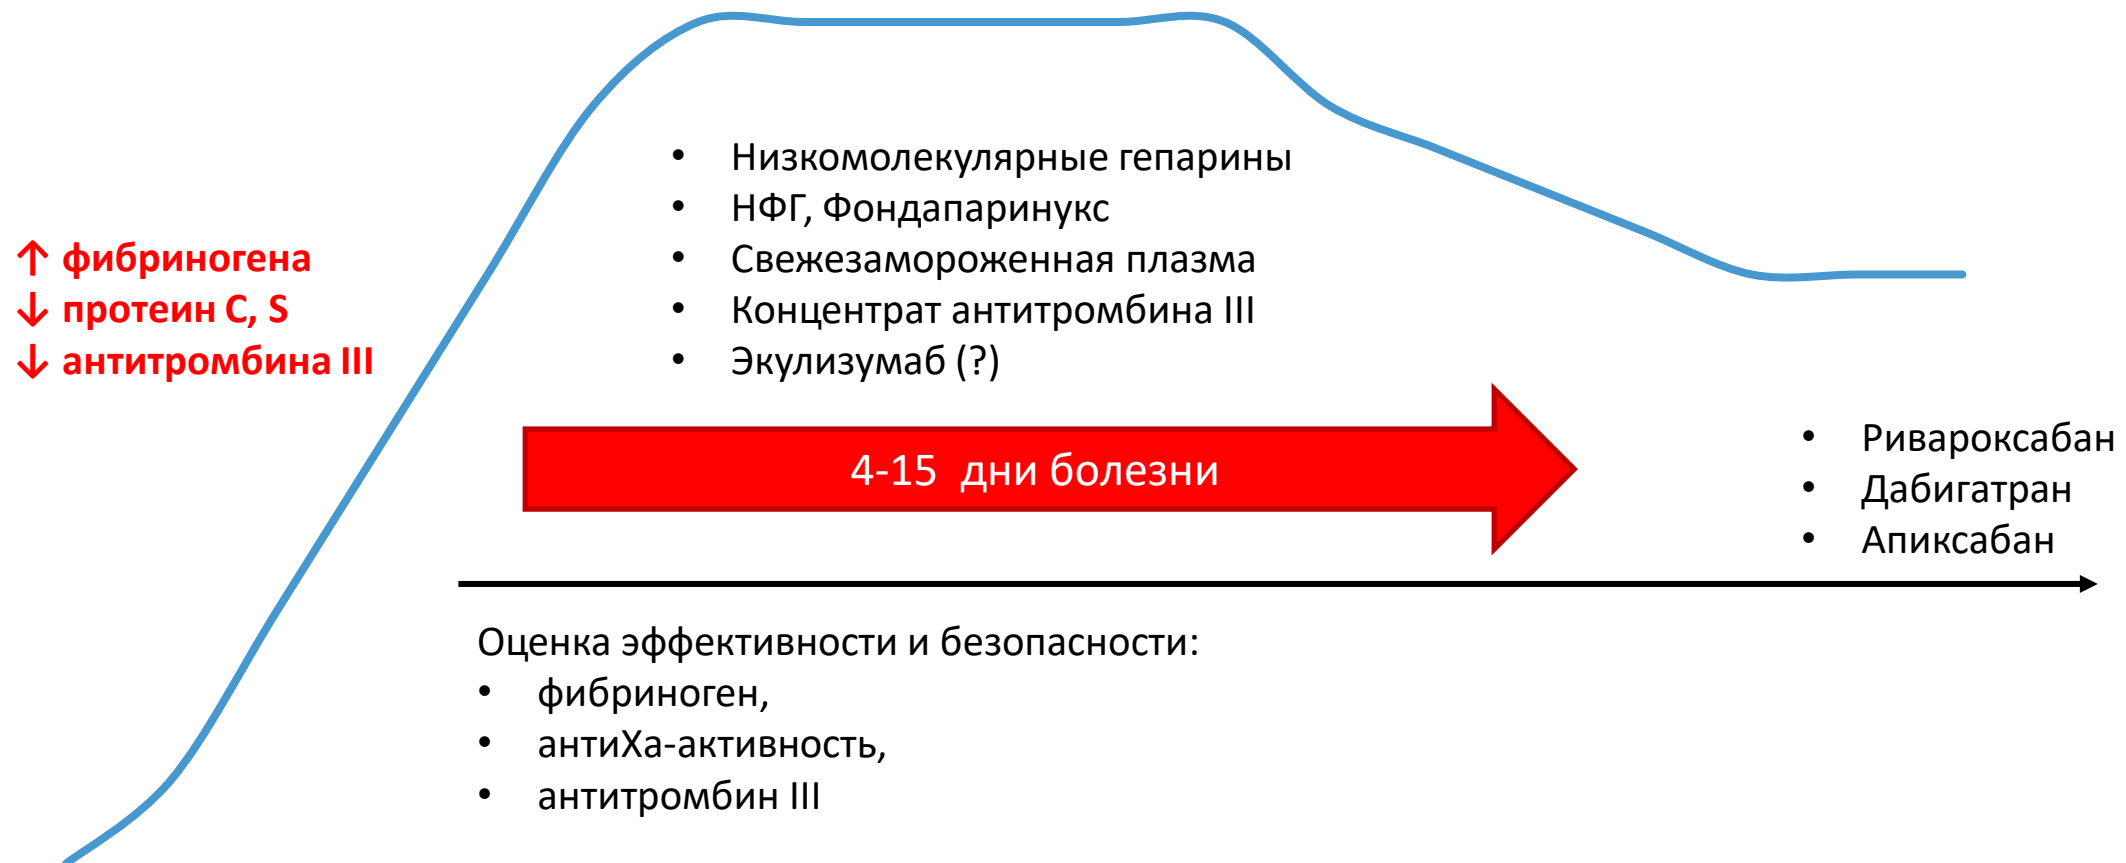 ↑ фибриногена
↓ протеин С, S
↓ антитромбина III
• Низкомолекулярные гепарины
• НФГ, Фондапаринукс
• Свежезамороженная плазма
• Концентрат антитромбина III
• Экулизумаб (?)
4-15 дни болезни
• Ривароксабан
• Дабигатран
• Апиксабан
Оценка эффективности и безопасности:
• фибриноген,
• антиХа-активность,
• антитромбин III